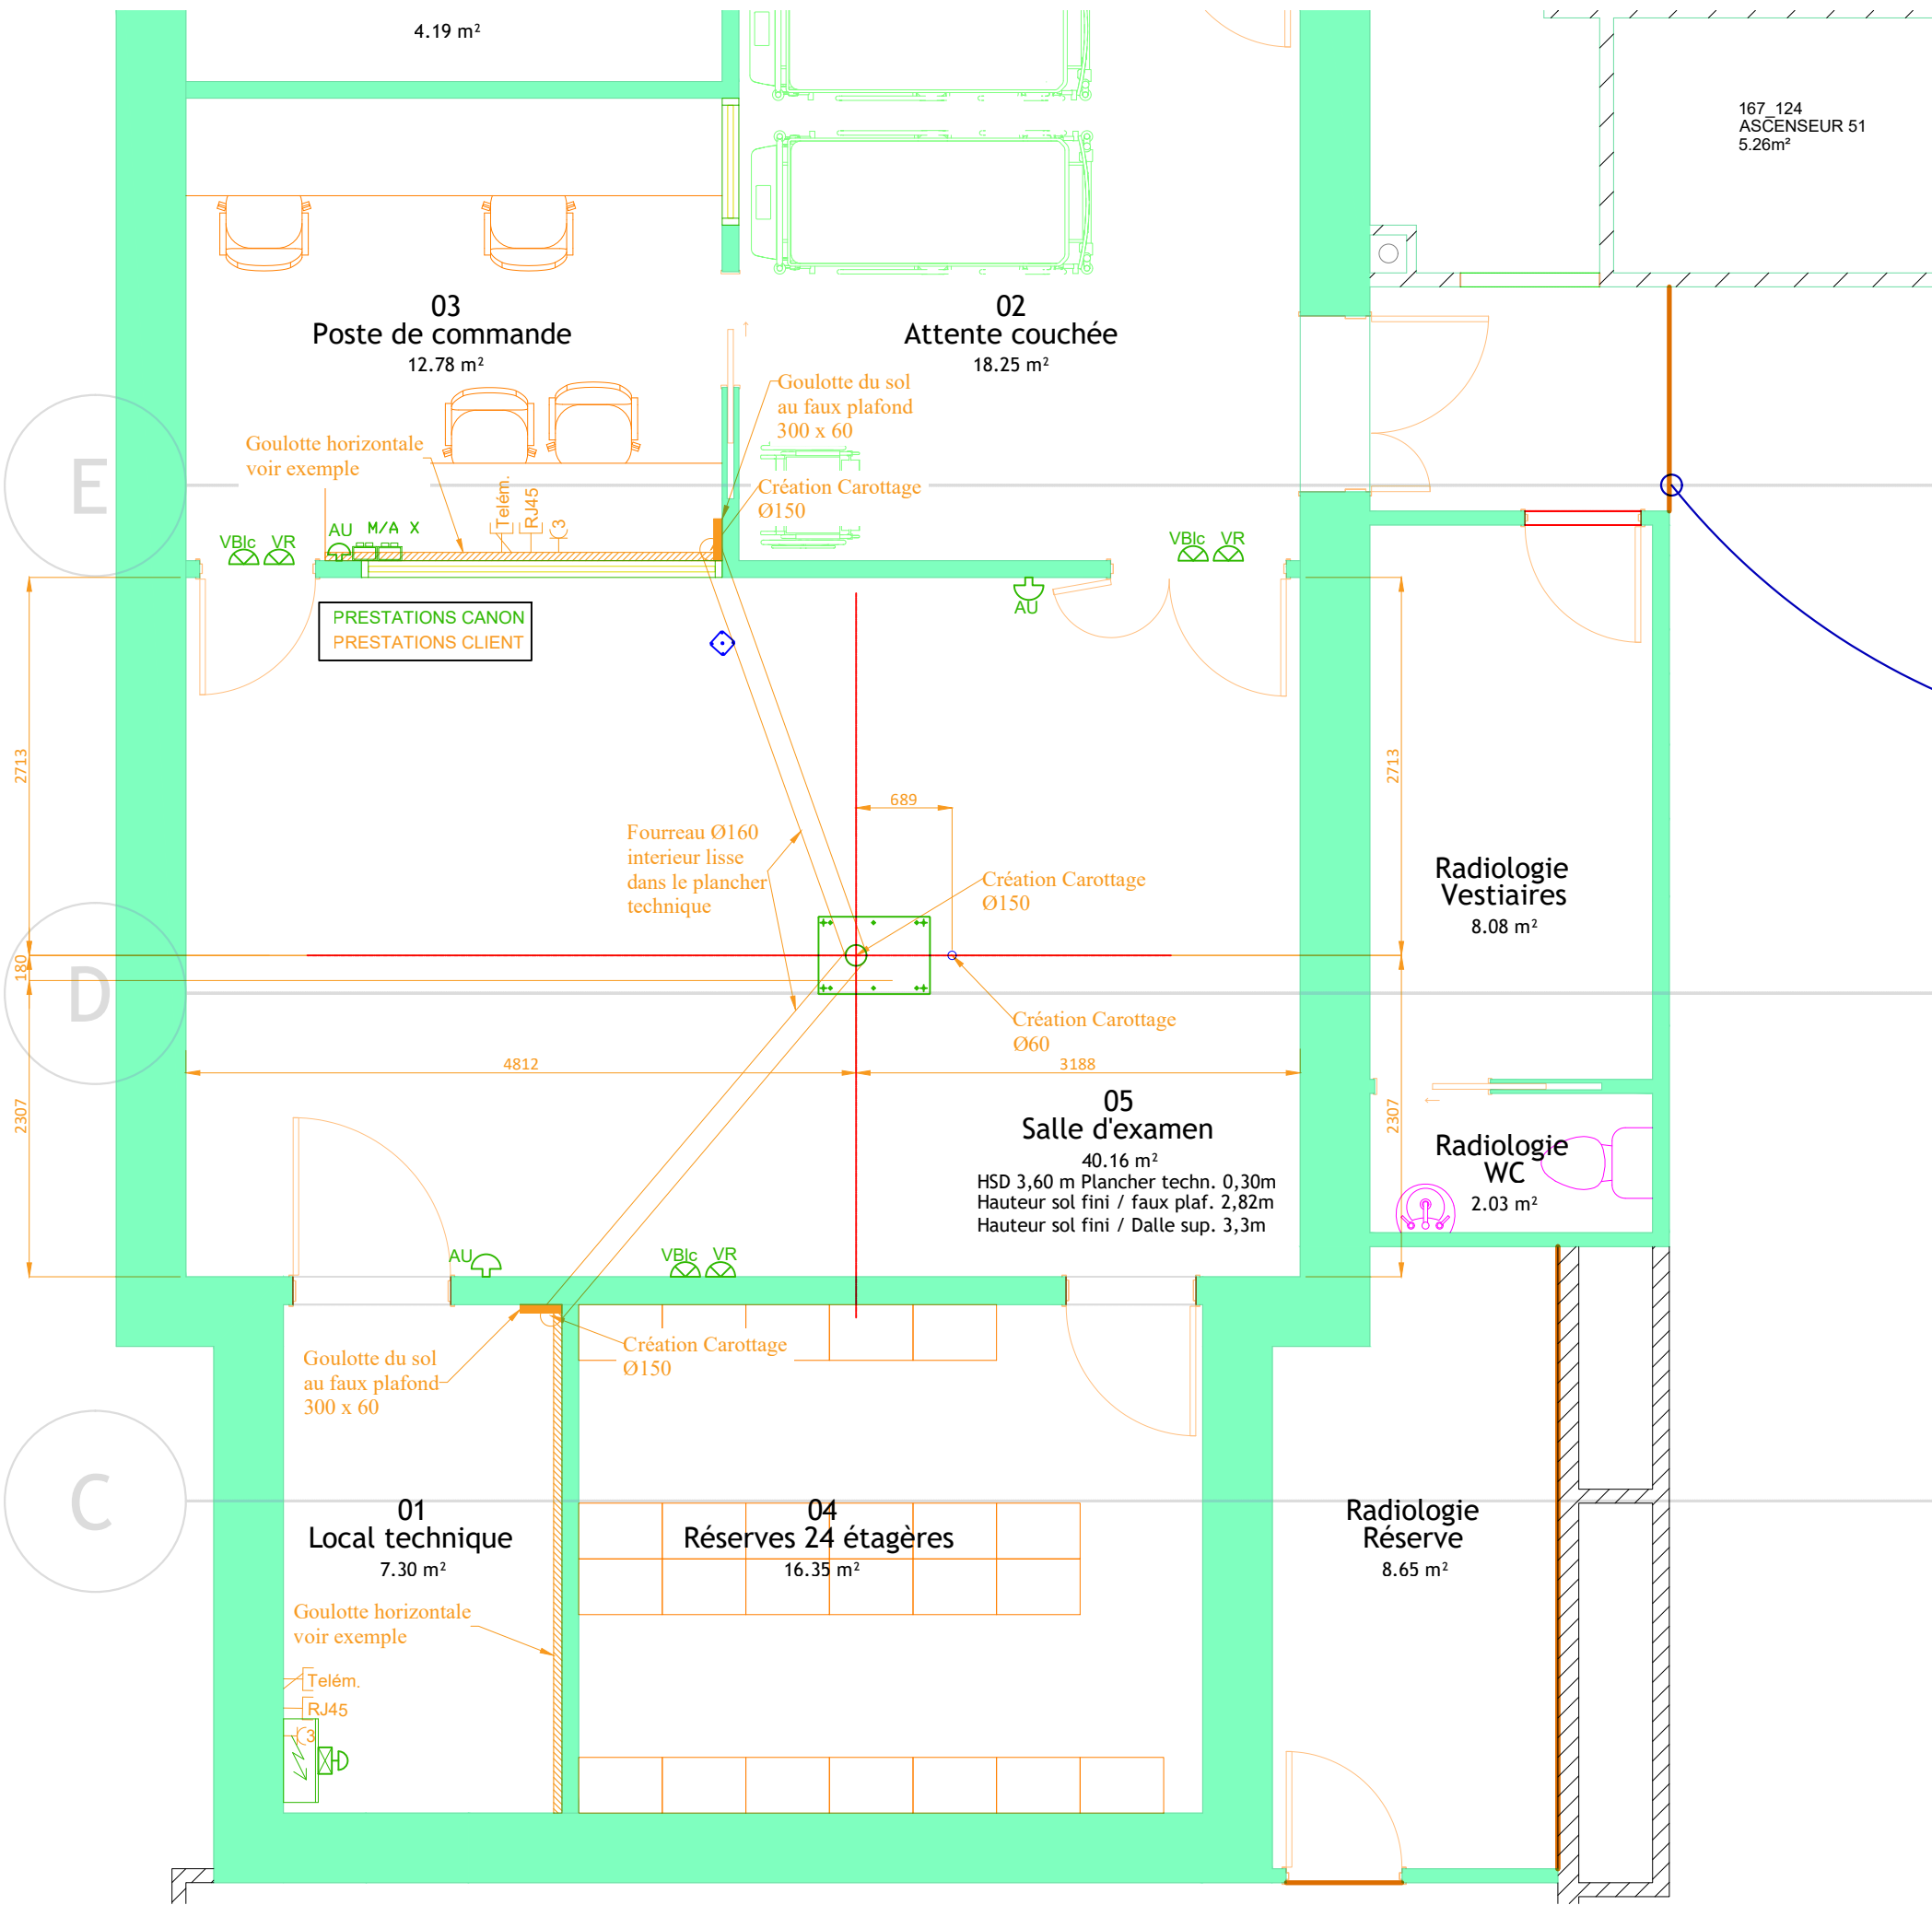 4.19 m²
167_124
ASCENSEUR 51
5.26m²
03
Poste de commande
12.78 m²
02
Attente couchée
18.25 m²
Goulotte du sol
au faux plafond
300 x 60
Goulotte horizontale
voir exemple
E
Telém.
RJ45
3
Création Carottage
Ø150
VBlc
VR
AU
M/A X
VBlc
VR
AU
PRESTATIONS CANON
PRESTATIONS CLIENT
2713
2713
689
Fourreau Ø160
interieur lisse
dans le plancher
technique
Création Carottage
Ø150
Radiologie
Vestiaires
8.08 m²
180
D
Création Carottage
Ø60
4812
3188
2307
2307
05
Salle d'examen
40.16 m²
HSD 3,60 m Plancher techn. 0,30m
Hauteur sol fini / faux plaf. 2,82m
Hauteur sol fini / Dalle sup. 3,3m
Radiologie
WC
2.03 m²
AU
VBlc
VR
Création Carottage
Ø150
Goulotte du sol
au faux plafond
300 x 60
C
01
Local technique
7.30 m²
04
Réserves 24 étagères
16.35 m²
Radiologie
Réserve
8.65 m²
Goulotte horizontale
voir exemple
Telém.
RJ45
3